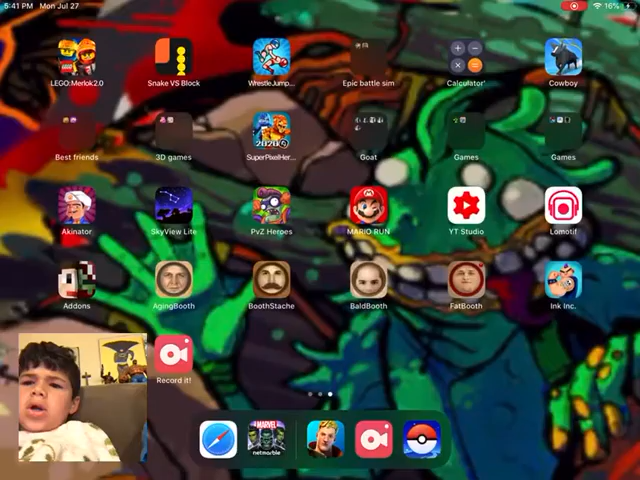 5:41 PM Mon Jul 27
16%
LEGO: Merlok2.0
Snake VS Block
WrestleJump...
Epic battle sim
Calculator'
Cowboy
Best friends
3D games
2020
SuperPixelHer...
Goat
Games
Games
Akinator
SkyView Lite
PvZ Heroes
MARIO RUN
YT Studio
Lomotif
Addons
AgingBooth
BoothStache
BaldBooth
FatBooth
Ink Inc.
Record it!
MARVEL
netmarble